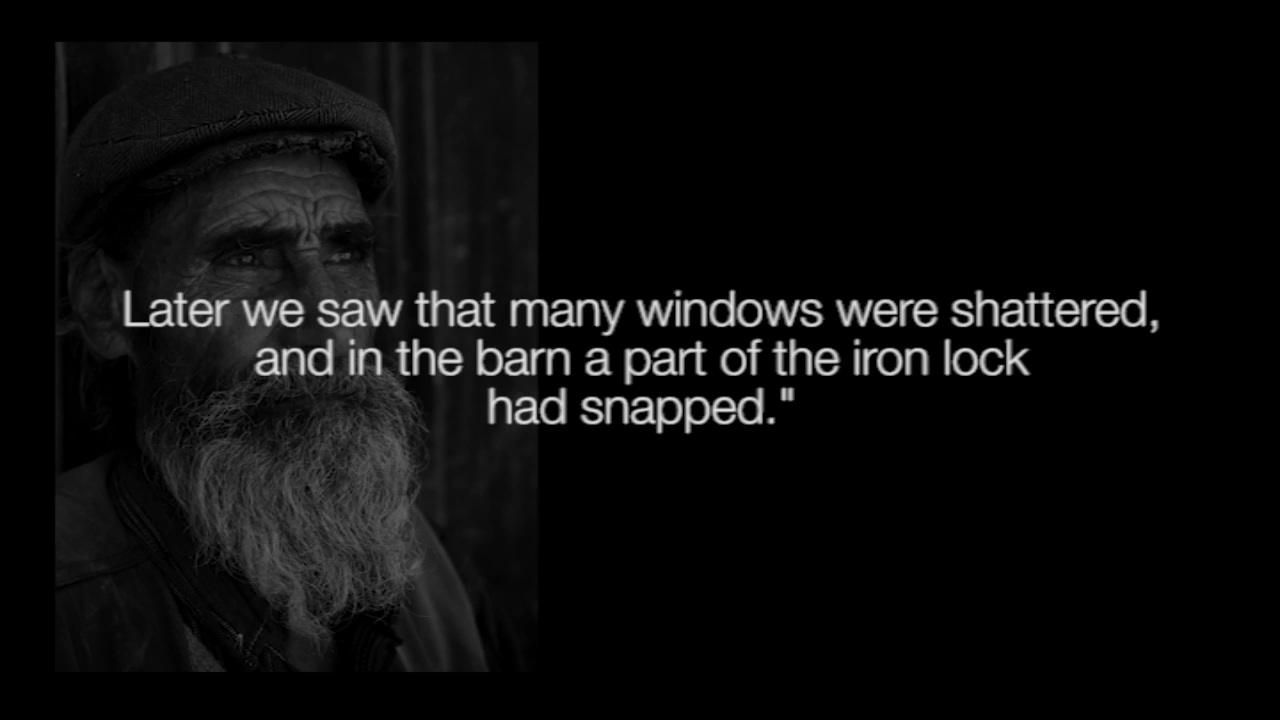 Later we saw that many windows were shattered,
and in the barn a part of the iron lock
had snapped."